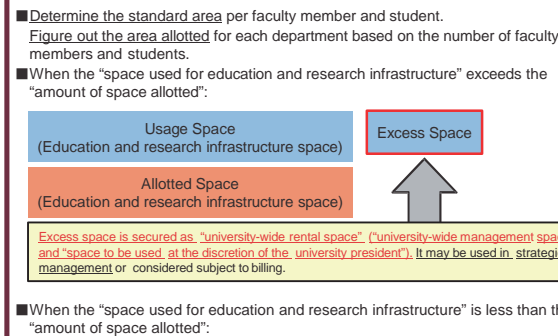 ■Determine the standard area per faculty member and student.
Figure out the area allotted for each department based on the number of faculty
members and students.
■When the “space used for education and research infrastructure” exceeds the
“amount of space allotted”:
Usage Space
(Education and research infrastructure space)
Excess Space
Allotted Space
(Education and research infrastructure space)
Excess space is secured as “university-wide rental space” (“university-wide management
and “space to be used at the discretion of the university president”). It may be used in
management or considered subject to billing.
■When the “space used for education and research infrastructure” is less than
“amount of space allotted”: